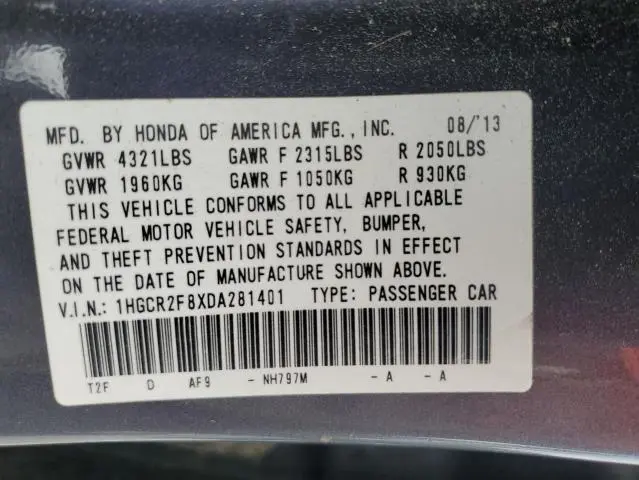 MFD. BY HONDA OF AMERICA MFG., INC. 08/'13
GVWR 4321LBS GAWR F 2315LBS R 2050LBS
GVWR 1960KG GAWR F 1050KG R 930KG
THIS VEHICLE CONFORMS TO ALL APPLICABLE
FEDERAL MOTOR VEHICLE SAFETY, BUMPER,
AND THEFT PREVENTION STANDARDS IN EFFECT
ON THE DATE OF MANUFACTURE SHOWN ABOVE.
V.I.N.: 1HGCR2F8XDA281401 TYPE: PASSENGER CAR
T2F D AF9 - NH797M - A - A